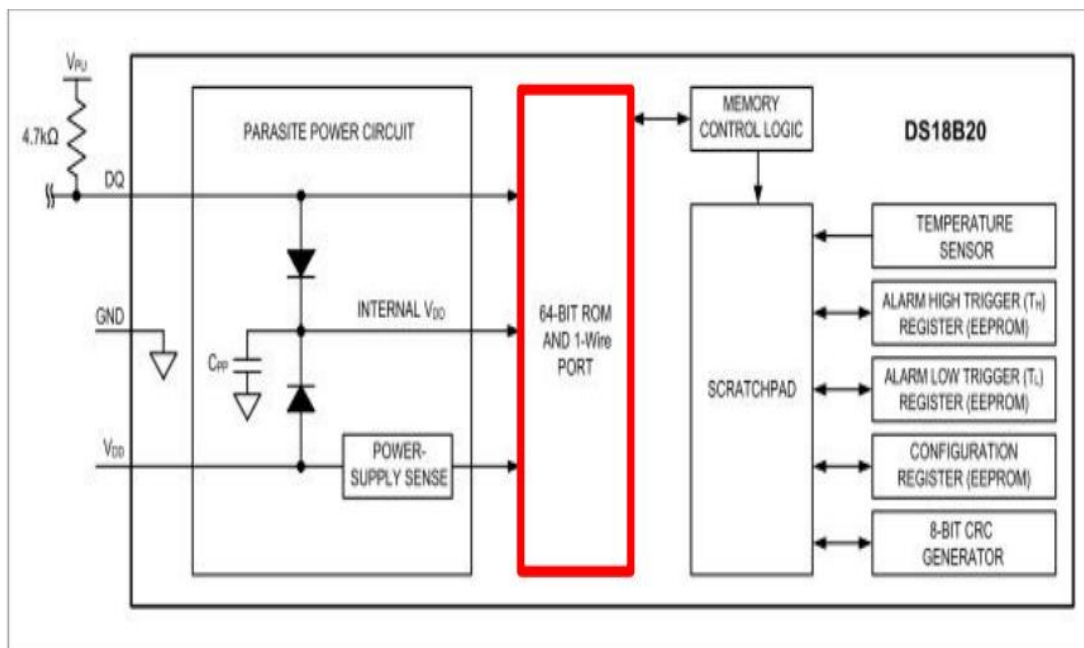 VPU
4.7kΩ
DQ
GND
VDD
PARASITE POWER CIRCUIT
INTERNAL VDD
CPP
POWER-
SUPPLY SENSE
64-BIT ROM
AND 1-Wire
PORT
MEMORY
CONTROL LOGIC
DS18B20
SCRATCHPAD
TEMPERATURE
SENSOR
ALARM HIGH TRIGGER (TH)
REGISTER (EEPROM)
ALARM LOW TRIGGER (TL)
REGISTER (EEPROM)
CONFIGURATION
REGISTER (EEPROM)
8-BIT CRC
GENERATOR